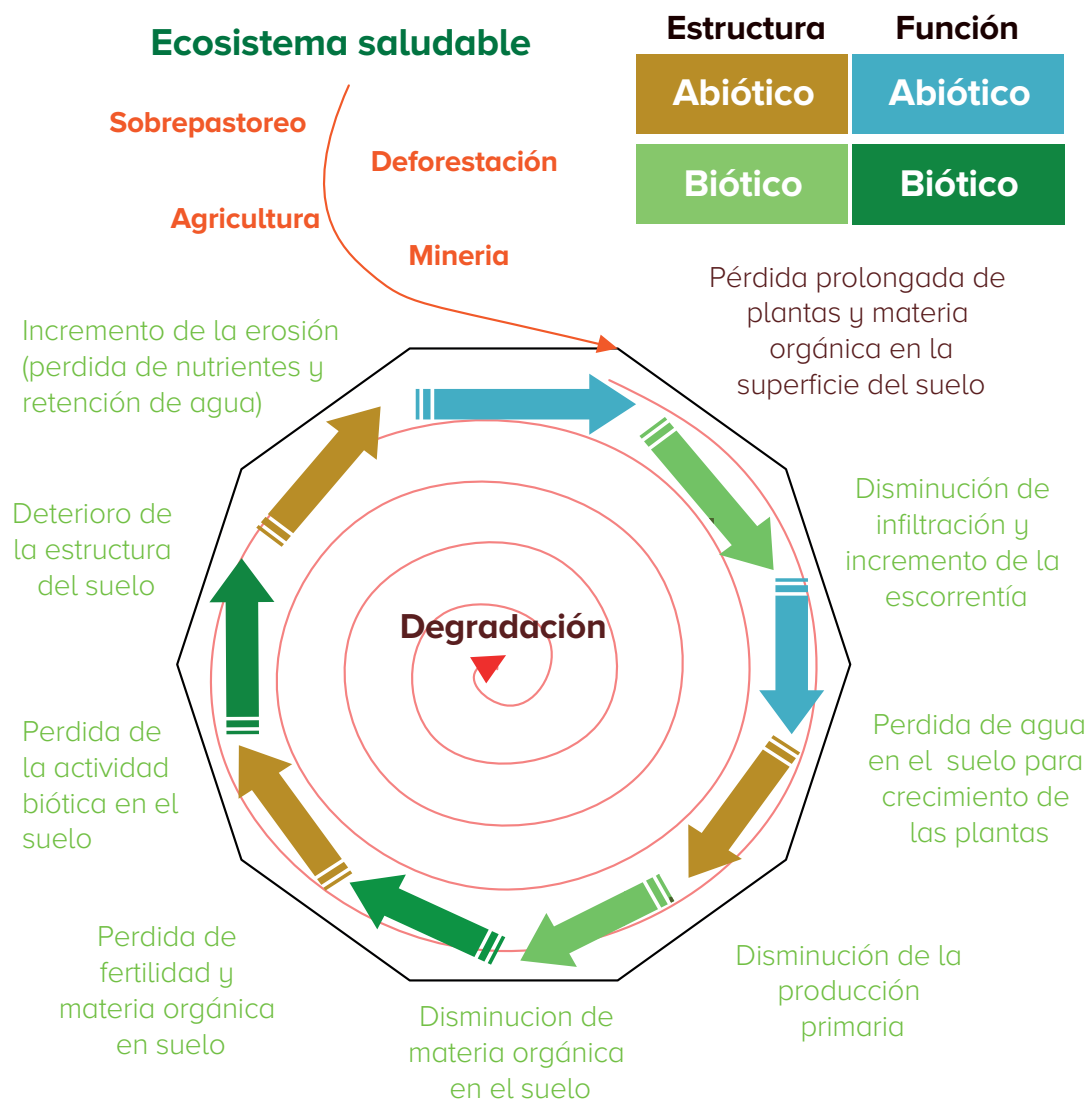 Ecosistema saludable
Estructura
Función
Abiótico
Abiótico
Biótico
Biótico
Sobrepastoreo
Deforestación
Agricultura
Mineria
Pérdida prolongada de
plantas y materia
orgánica en la
superficie del suelo
Disminución de
infiltración y
incremento de la
escorrentía
Perdida de agua
en el suelo para
crecimiento de
las plantas
Disminución de la
producción
primaria
Disminucion de
materia orgánica
en el suelo
Perdida de
fertilidad y
materia orgánica
en suelo
Perdida de
la actividad
biótica en el
suelo
Deterioro de
la estructura
del suelo
Incremento de la erosión
(perdida de nutrientes y
retención de agua)
Degradación